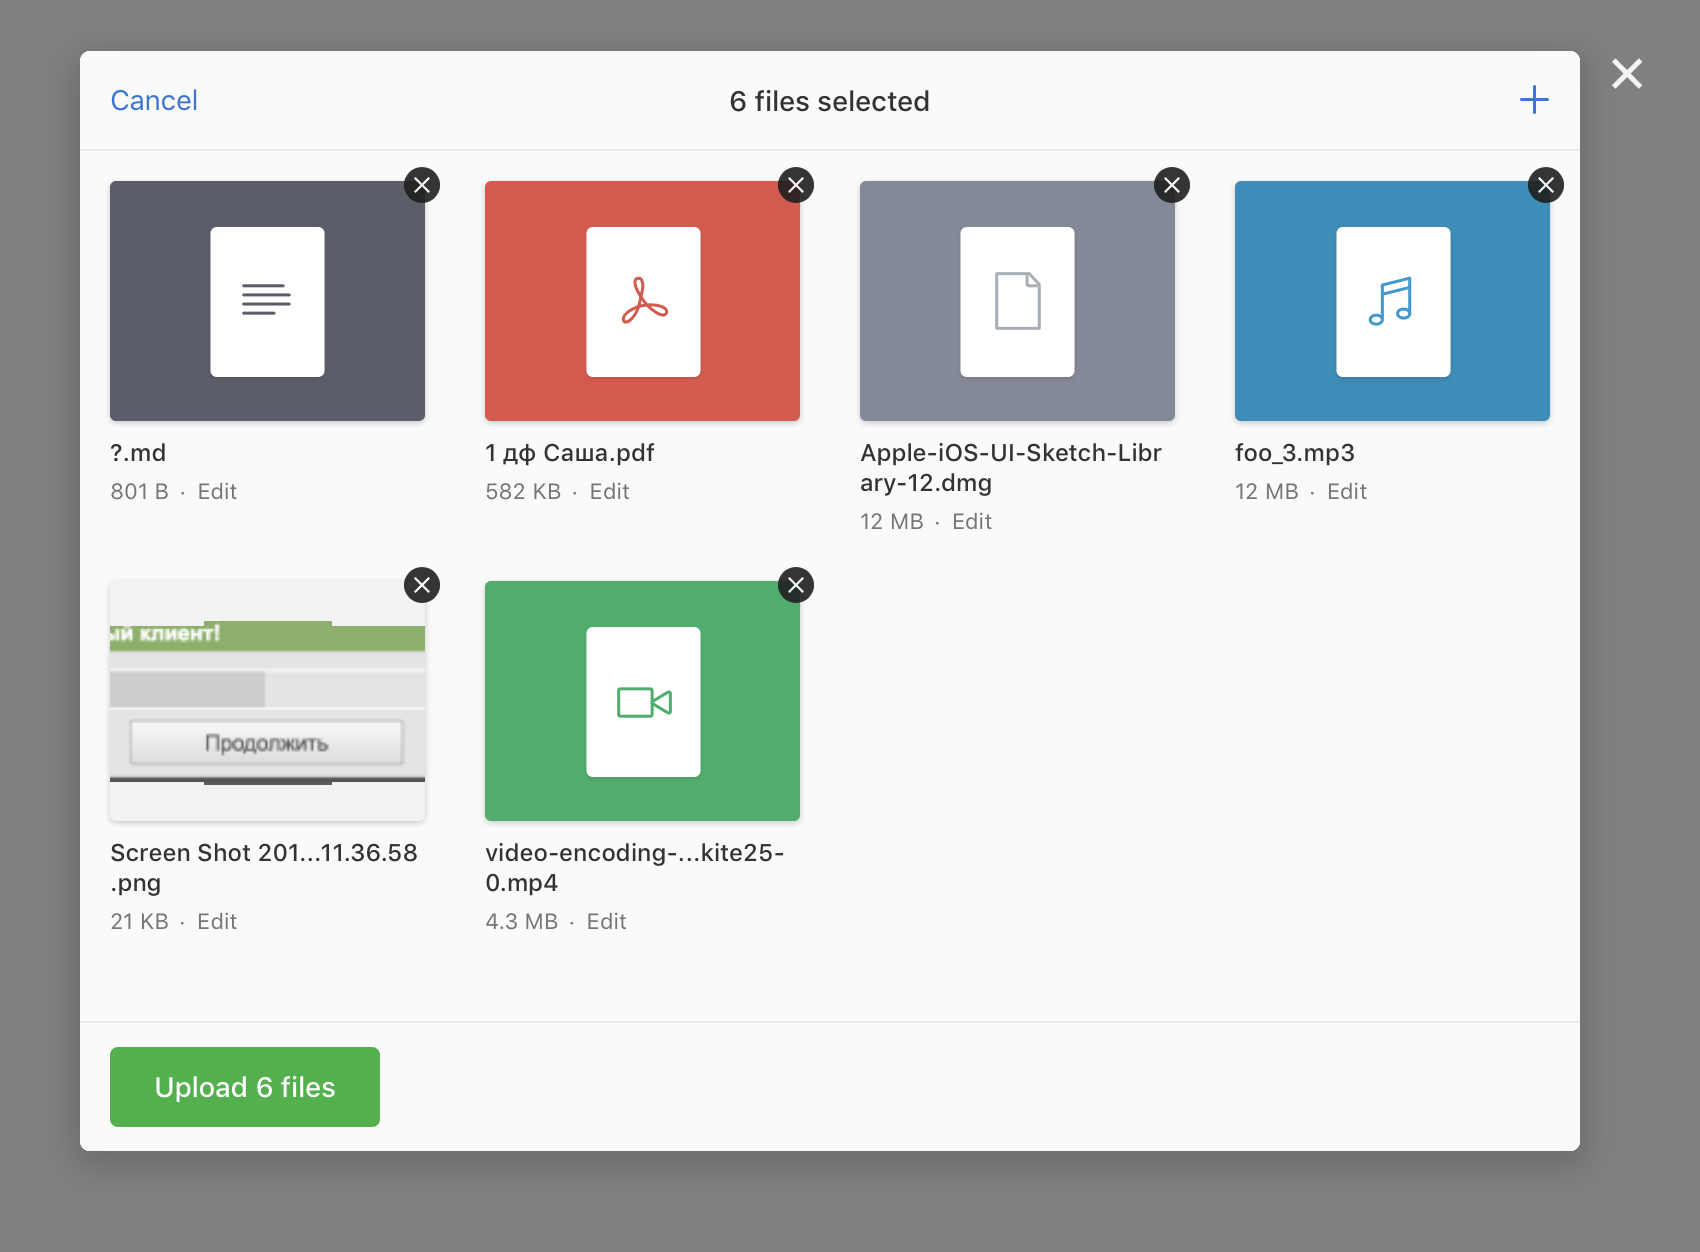 Cancel
6 files selected
?.md
801 B · Edit
1 дф Саша.pdf
582 KB · Edit
Apple-iOS-UI-Sketch-Libr
ary-12.dmg
12 MB · Edit
foo_3.mp3
12 MB · Edit
ый клиент!
Продолжить
Screen Shot 201...11.36.58
.png
21 KB · Edit
video-encoding-...kite25-
0.mp4
4.3 MB · Edit
Upload 6 files